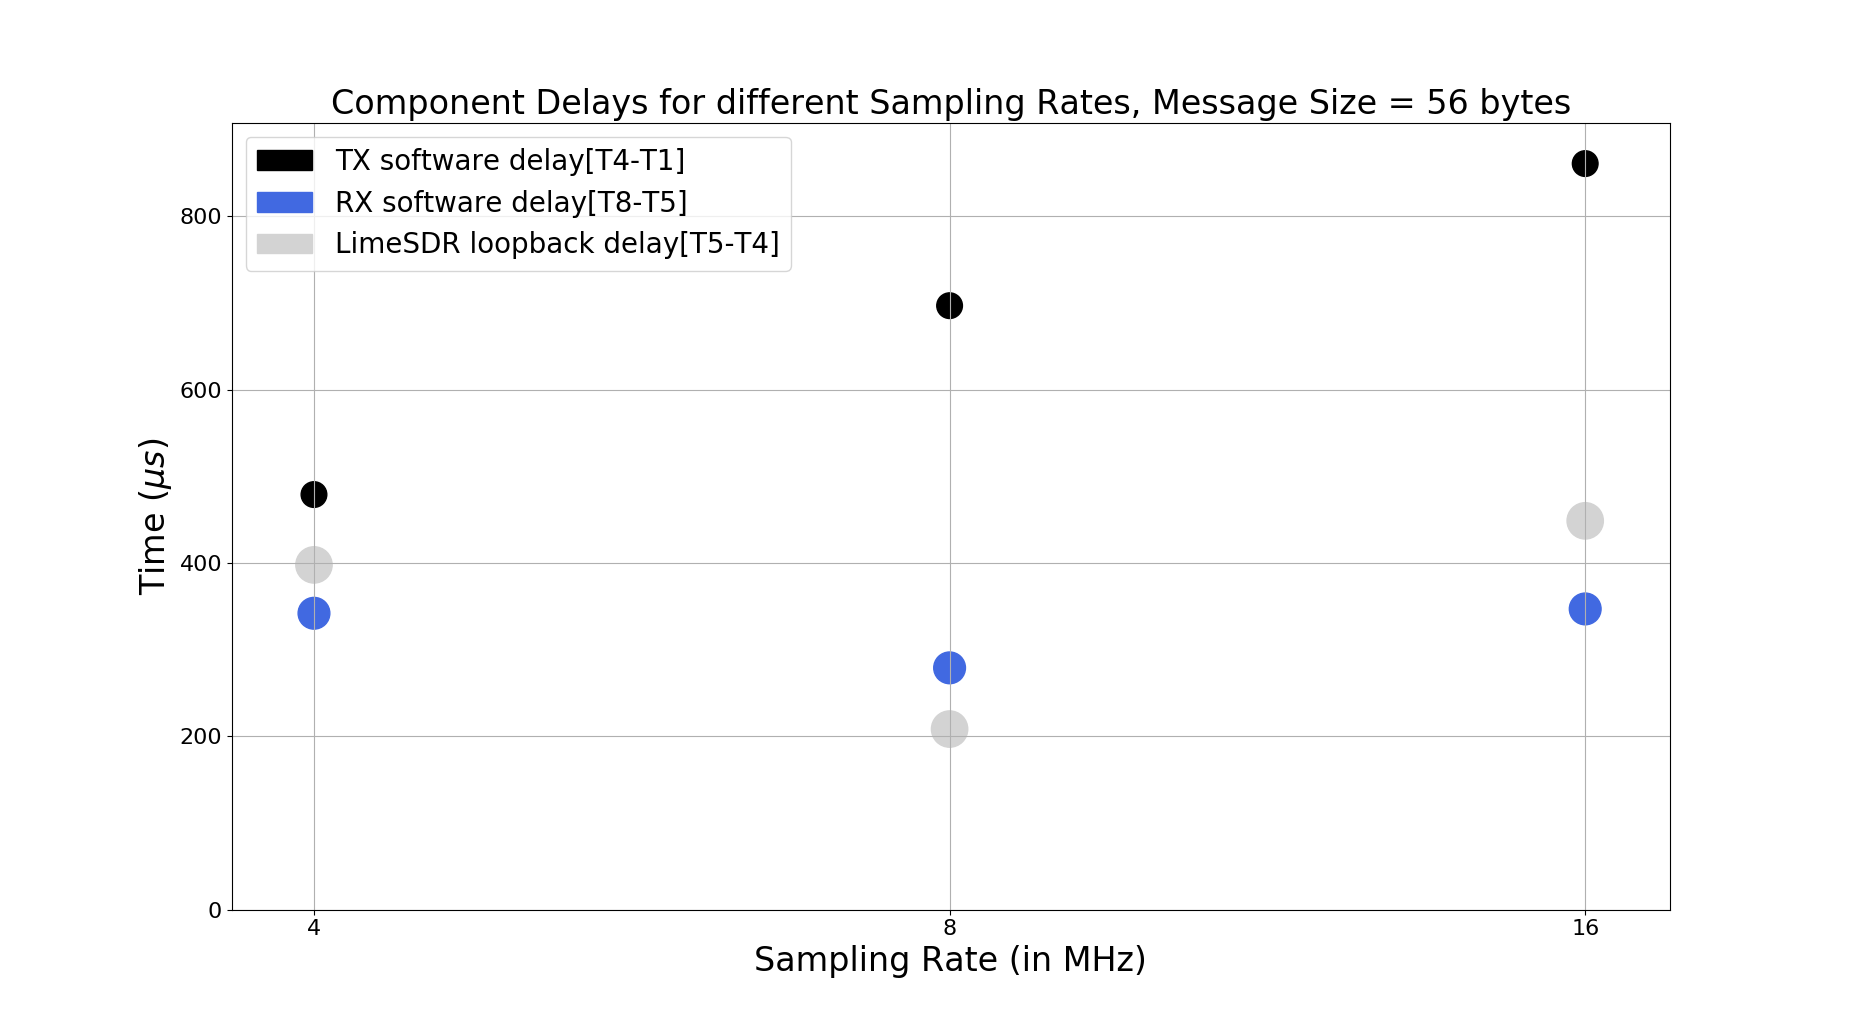 Component Delays for different Sampling Rates, Message Size = 56 bytes
TX software delay[T4-T1]
RX software delay[T8-T5]
LimeSDR loopback delay[T5-T4]
800
600
400
200
0
Time (μs)
4 8 16
Sampling Rate (in MHz)